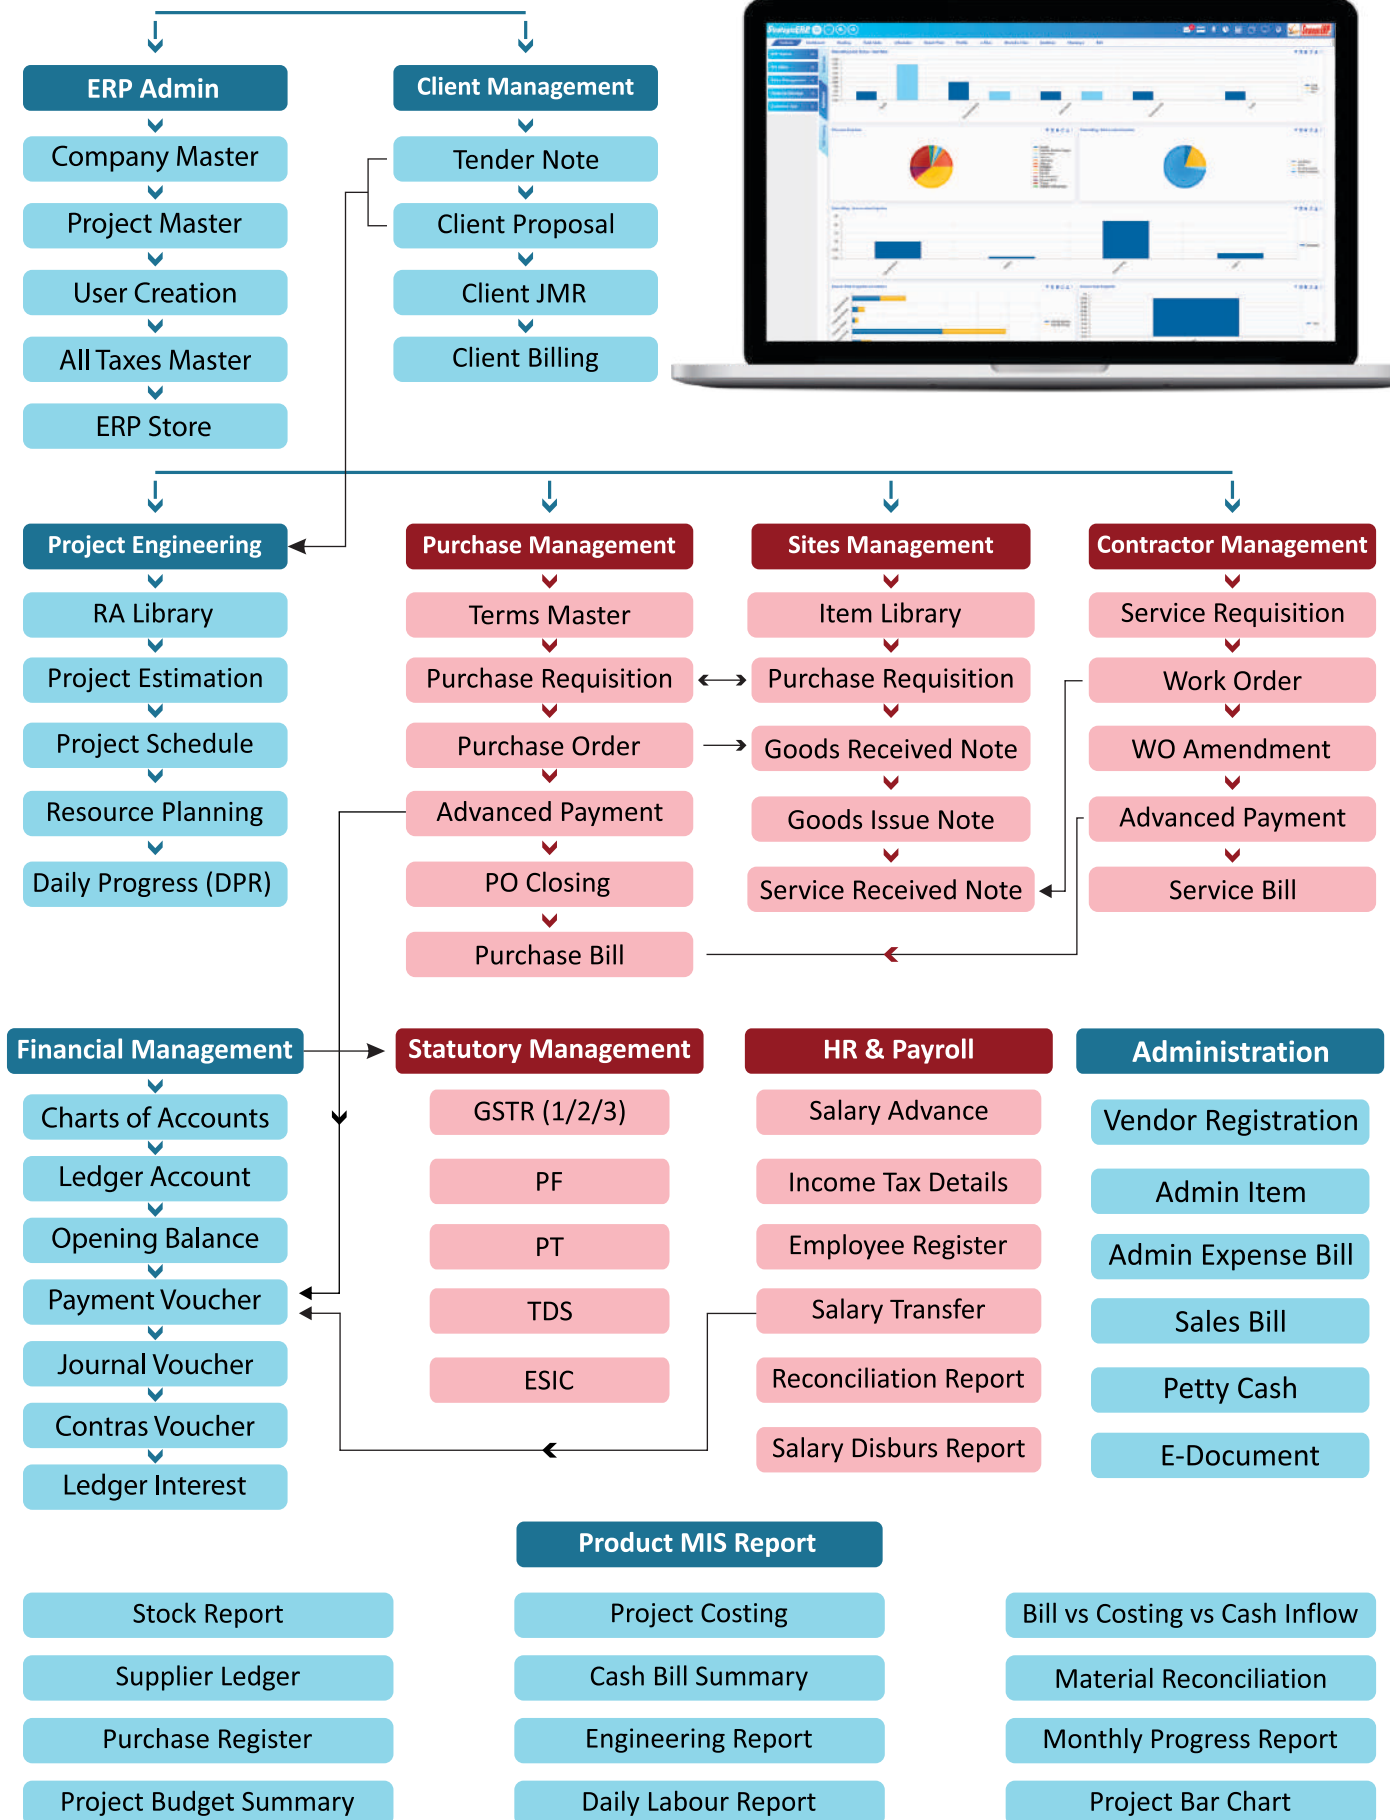 StrategicERP
ERP Admin
Company Master
Project Master
User Creation
All Taxes Master
ERP Store
Client Management
Tender Note
Client Proposal
Client JMR
Client Billing
Project Engineering
RA Library
Project Estimation
Project Schedule
Resource Planning
Daily Progress (DPR)
Purchase Management
Terms Master
Purchase Requisition
Purchase Order
Advanced Payment
PO Closing
Purchase Bill
Sites Management
Item Library
Purchase Requisition
Goods Received Note
Goods Issue Note
Service Received Note
Contractor Management
Service Requisition
Work Order
WO Amendment
Advanced Payment
Service Bill
Financial Management
Charts of Accounts
Ledger Account
Opening Balance
Payment Voucher
Journal Voucher
Contras Voucher
Ledger Interest
Statutory Management
GSTR (1/2/3)
PF
PT
TDS
ESIC
HR & Payroll
Salary Advance
Income Tax Details
Employee Register
Salary Transfer
Reconciliation Report
Salary Disburs Report
Administration
Vendor Registration
Admin Item
Admin Expense Bill
Sales Bill
Petty Cash
E-Document
Product MIS Report
Stock Report
Supplier Ledger
Purchase Register
Project Budget Summary
Project Costing
Cash Bill Summary
Engineering Report
Daily Labour Report
Bill vs Costing vs Cash Inflow
Material Reconciliation
Monthly Progress Report
Project Bar Chart